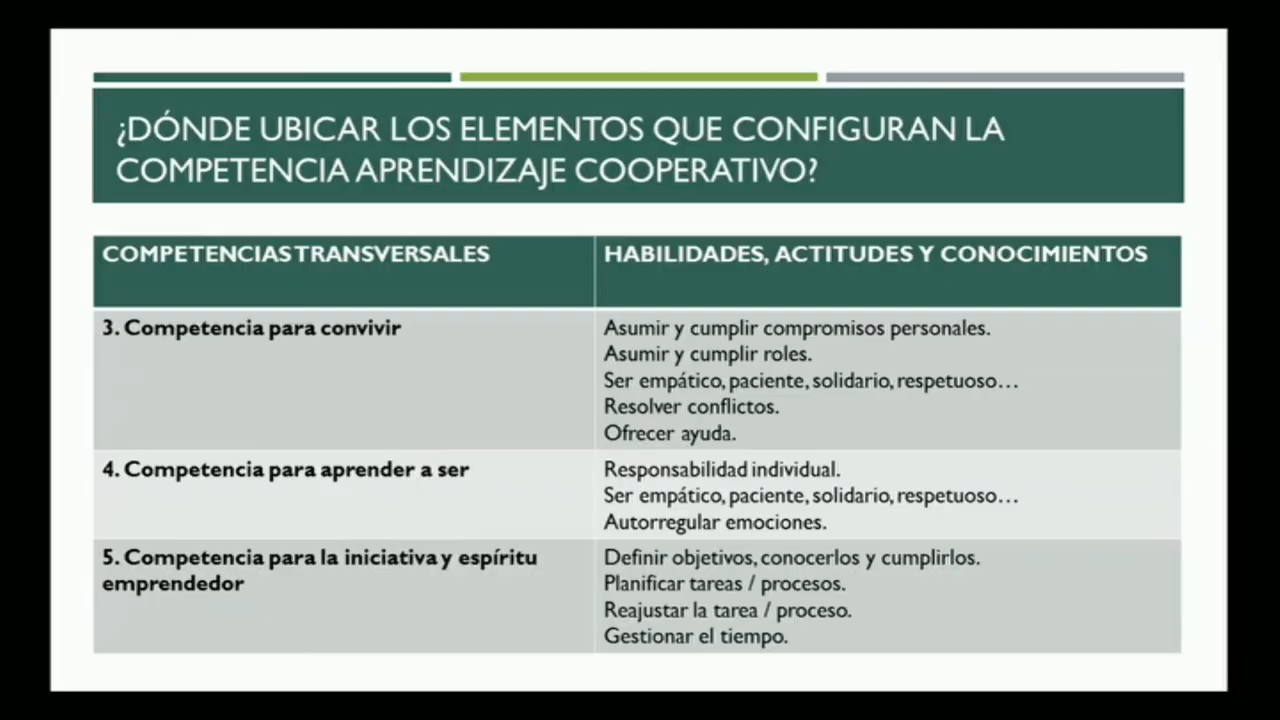 ¿DÓNDE UBICAR LOS ELEMENTOS QUE CONFIGURAN LA
COMPETENCIA APRENDIZAJE COOPERATIVO?
COMPETENCIAS TRANSVERSALES
HABILIDADES, ACTITUDES Y CONOCIMIENTOS
3. Competencia para convivir
Asumir y cumplir compromisos personales.
Asumir y cumplir roles.
Ser empático, paciente, solidario, respetuoso…
Resolver conflictos.
Ofrecer ayuda.
4. Competencia para aprender a ser
Responsabilidad individual.
Ser empático, paciente, solidario, respetuoso…
Autorregular emociones.
5. Competencia para la iniciativa y espíritu
emprendedor
Definir objetivos, conocerlos y cumplirlos.
Planificar tareas / procesos.
Reajustar la tarea / proceso.
Gestionar el tiempo.